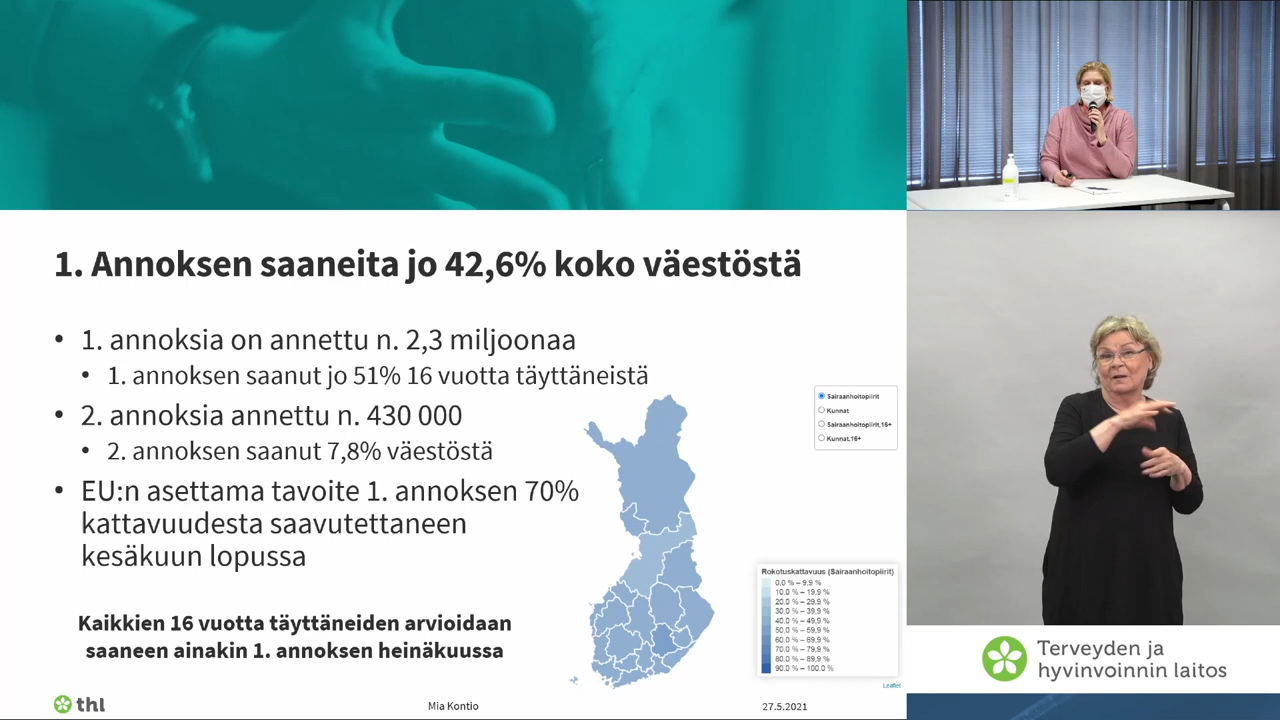 1. Annoksen saaneita jo 42,6% koko väestöstä
• 1. annoksia on annettu n. 2,3 miljoonaa
• 1. annoksen saanut jo 51% 16 vuotta täyttäneistä
• 2. annoksia annettu n. 430 000
• 2. annoksen saanut 7,8% väestöstä
• EU:n asettama tavoite 1. annoksen 70%
kattavuudesta saavutettaneen
kesäkuun lopussa
Kaikkien 16 vuotta täyttäneiden arvioidaan
saaneen ainakin 1. annoksen heinäkuussa
Sairaanhoitopiirit
Kunnat
Sairaanhoitopiirit,16+
Kunnat,16+
Rokotuskattavuus (Sairaanhoitopiirit)
0,0 % – 9,9 %
10.0 % – 19,9 %
20.0 % – 29,9 %
30.0 % – 39,9 %
40.0 % – 49,9 %
50.0 % – 59,9 %
60.0 % – 69,9 %
70.0 % – 79,9 %
80.0 % – 89,9 %
90.0 % – 100.0 %
Leaflet
thl
Mia Kontio
27.5.2021
Terveyden ja
hyvinvoinnin laitos